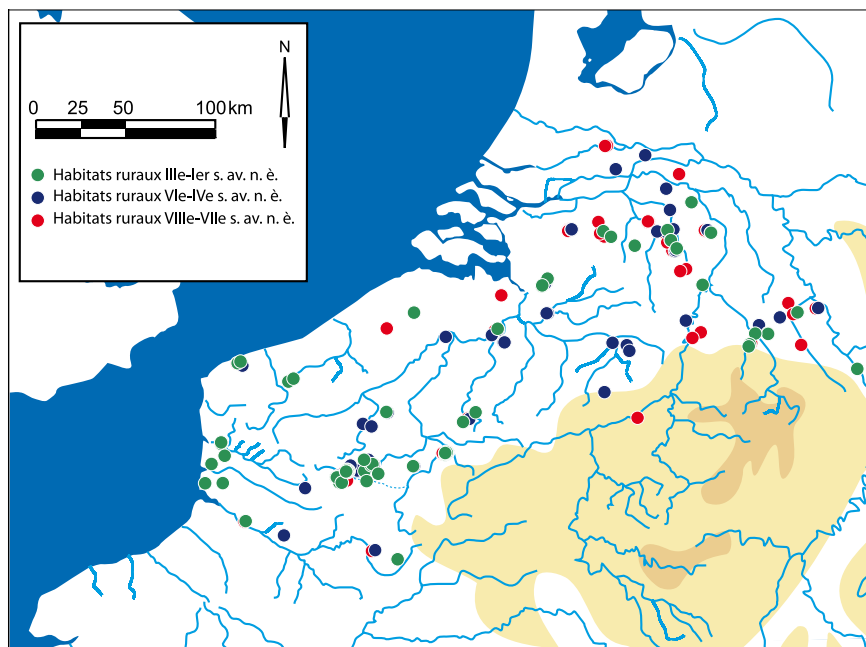 N
0 25 50 100 km
Habitats ruraux IIIe-Ier s. av. n. è.
Habitats ruraux VIe-IVe s. av. n. è.
Habitats ruraux VIIIe-VIIe s. av. n. è.